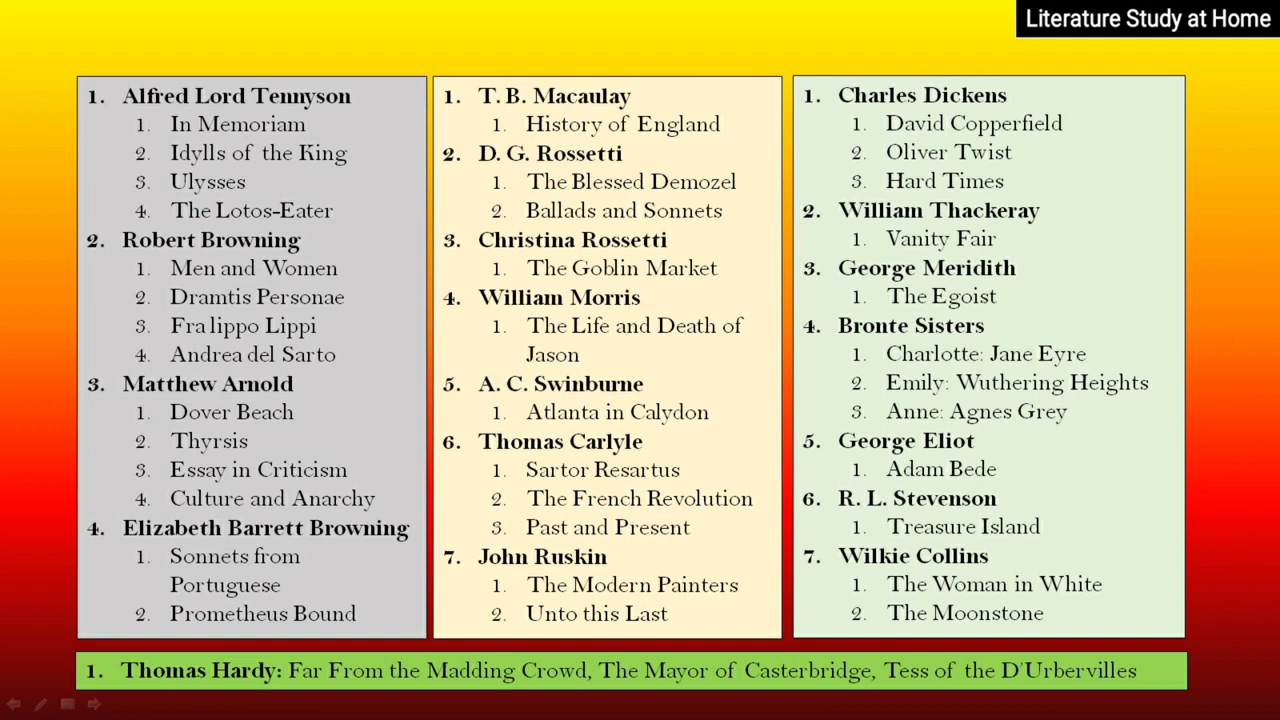 Literature Study at Home
1. Alfred Lord Tennyson
1. In Memoriam
2. Idylls of the King
3. Ulysses
4. The Lotos-Eater
2. Robert Browning
1. Men and Women
2. Dramtis Personae
3. Fra lippo Lippi
4. Andrea del Sarto
3. Matthew Arnold
1. Dover Beach
2. Thyrsis
3. Essay in Criticism
4. Culture and Anarchy
4. Elizabeth Barrett Browning
1. Sonnets from
Portuguese
2. Prometheus Bound
1. T. B. Macaulay
1. History of England
2. D. G. Rossetti
1. The Blessed Demozel
2. Ballads and Sonnets
3. Christina Rossetti
1. The Goblin Market
4. William Morris
1. The Life and Death of
Jason
5. A. C. Swinburne
1. Atlanta in Calydon
6. Thomas Carlyle
1. Sartor Resartus
2. The French Revolution
3. Past and Present
7. John Ruskin
1. The Modern Painters
2. Unto this Last
1. Charles Dickens
1. David Copperfield
2. Oliver Twist
3. Hard Times
2. William Thackeray
1. Vanity Fair
3. George Meridith
1. The Egoist
4. Bronte Sisters
1. Charlotte: Jane Eyre
2. Emily: Wuthering Heights
3. Anne: Agnes Grey
5. George Eliot
1. Adam Bede
6. R. L. Stevenson
1. Treasure Island
7. Wilkie Collins
1. The Woman in White
2. The Moonstone
1. Thomas Hardy: Far From the Madding Crowd, The Mayor of Casterbridge, Tess of the D'Urbervilles